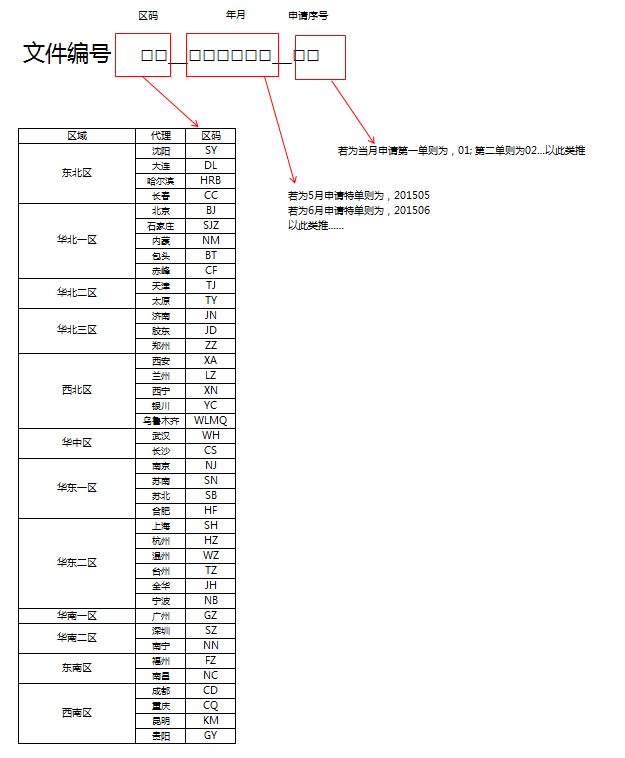 区码 年月 申请序号
文件编号 □□__□□□□□□__□□
若为当月申请第一单则为，01; 第二单则为02...以此类推
若为5月申请特单则为，201505
若为6月申请特单则为，201506
以此类推......
区域 代理 区码
东北区 沈阳 SY
大连 DL
哈尔滨 HRB
长春 CC
华北一区 北京 BJ
石家庄 SJZ
内蒙 NM
包头 BT
赤峰 CF
华北二区 天津 TJ
太原 TY
华北三区 济南 JN
胶东 JD
郑州 ZZ
西北区 西安 XA
兰州 LZ
西宁 XN
银川 YC
乌鲁木齐 WLMQ
华中区 武汉 WH
长沙 CS
华东一区 南京 NJ
苏南 SN
苏北 SB
合肥 HF
华东二区 上海 SH
杭州 HZ
温州 WZ
台州 TZ
金华 JH
宁波 NB
华南一区 广州 GZ
华南二区 深圳 SZ
南宁 NN
东南区 福州 FZ
南昌 NC
西南区 成都 CD
重庆 CQ
昆明 KM
贵阳 GY